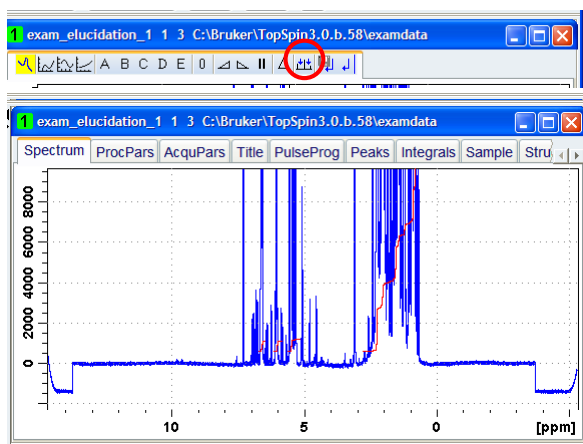 1 exam_elucidation_1 1 3 C:\Bruker\TopSpin3.0.b.58\examdata
A B C D E 0
1 exam_elucidation_1 1 3 C:\Bruker\TopSpin3.0.b.58\examdata
Spectrum ProcPars AcquPars Title PulseProg Peaks Integrals Sample Stru
8000
6000
4000
2000
0
10 5 0 [ppm]